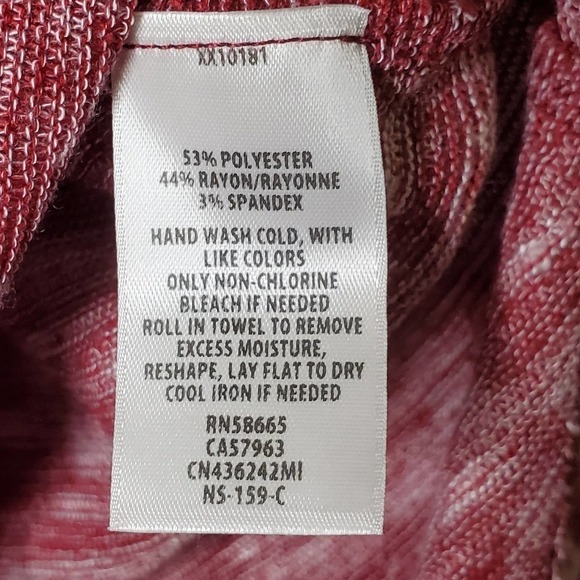 XX10181
53% POLYESTER
44% RAYON/RAYONNE
3% SPANDEX
HAND WASH COLD, WITH
LIKE COLORS
ONLY NON-CHLORINE
BLEACH IF NEEDED
ROLL IN TOWEL TO REMOVE
EXCESS MOISTURE,
RESHAPE, LAY FLAT TO DRY
COOL IRON IF NEEDED
RN58665
CA57963
CN436242MI
NS-159-C